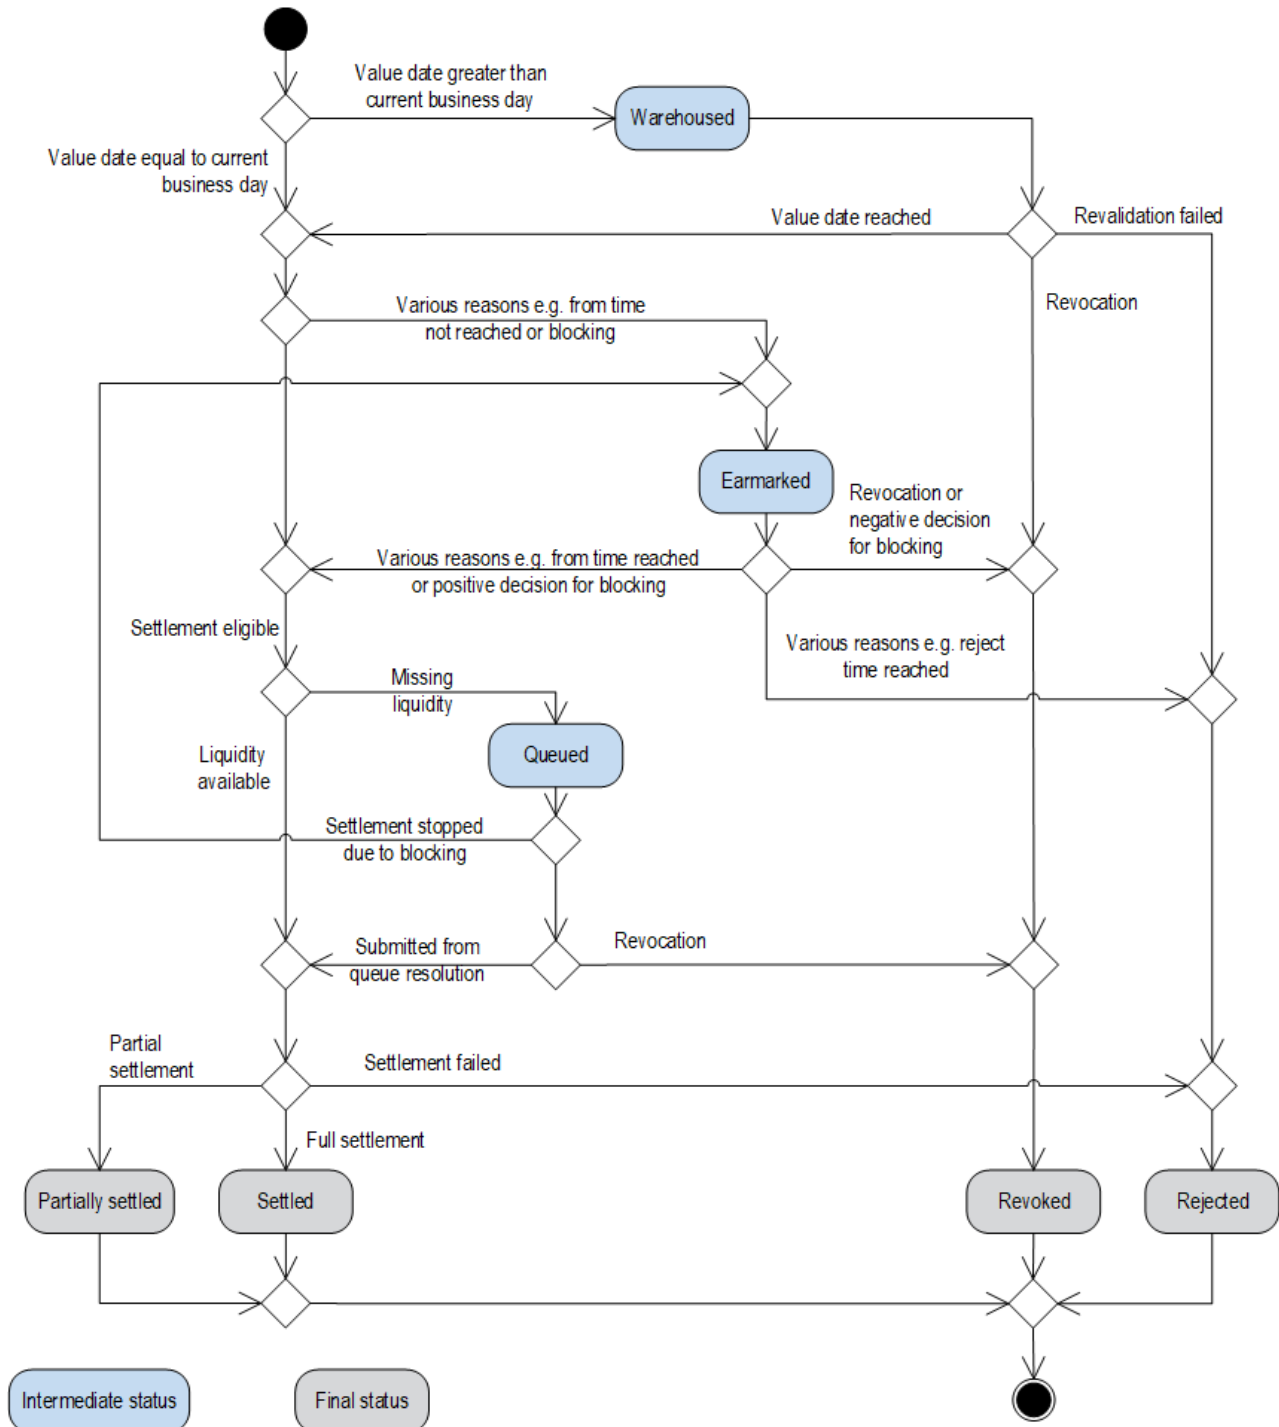 Value date greater than
current business day
Warehoused
Value date equal to current
business day
Value date reached
Revalidation failed
Revocation
Various reasons e.g. from time
not reached or blocking
Earmarked
Revocation or
negative decision
for blocking
Various reasons e.g. from time reached
or positive decision for blocking
Settlement eligible
Various reasons e.g. reject
time reached
Missing
liquidity
Queued
Liquidity
available
Settlement stopped
due to blocking
Submitted from
queue resolution
Revocation
Partial
settlement
Settlement failed
Full settlement
Partially settled
Settled
Revoked
Rejected
Intermediate status
Final status